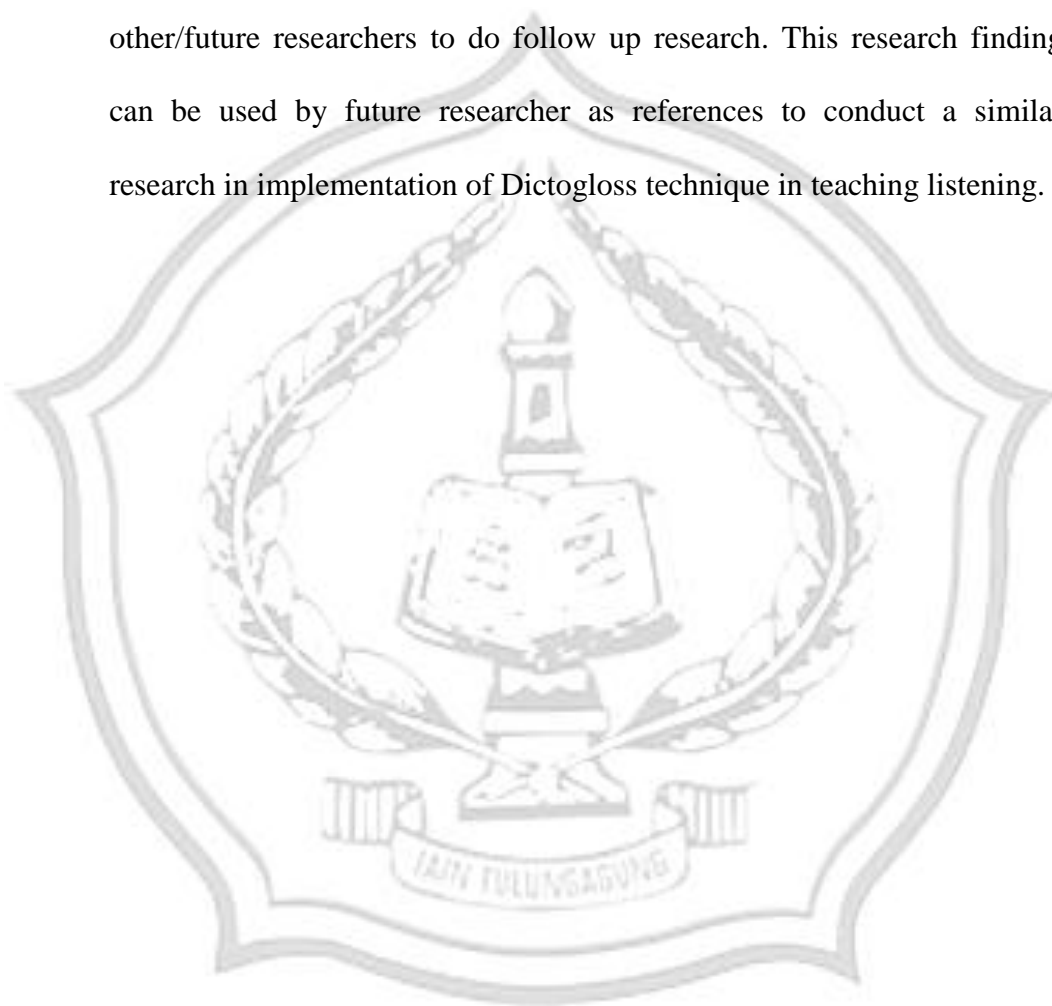 other/future researchers to do follow up research. This research finding
can be used by future researcher as references to conduct a simila
research in implementation of Dictogloss technique in teaching listening.
IAIN TULUNGAGUNG